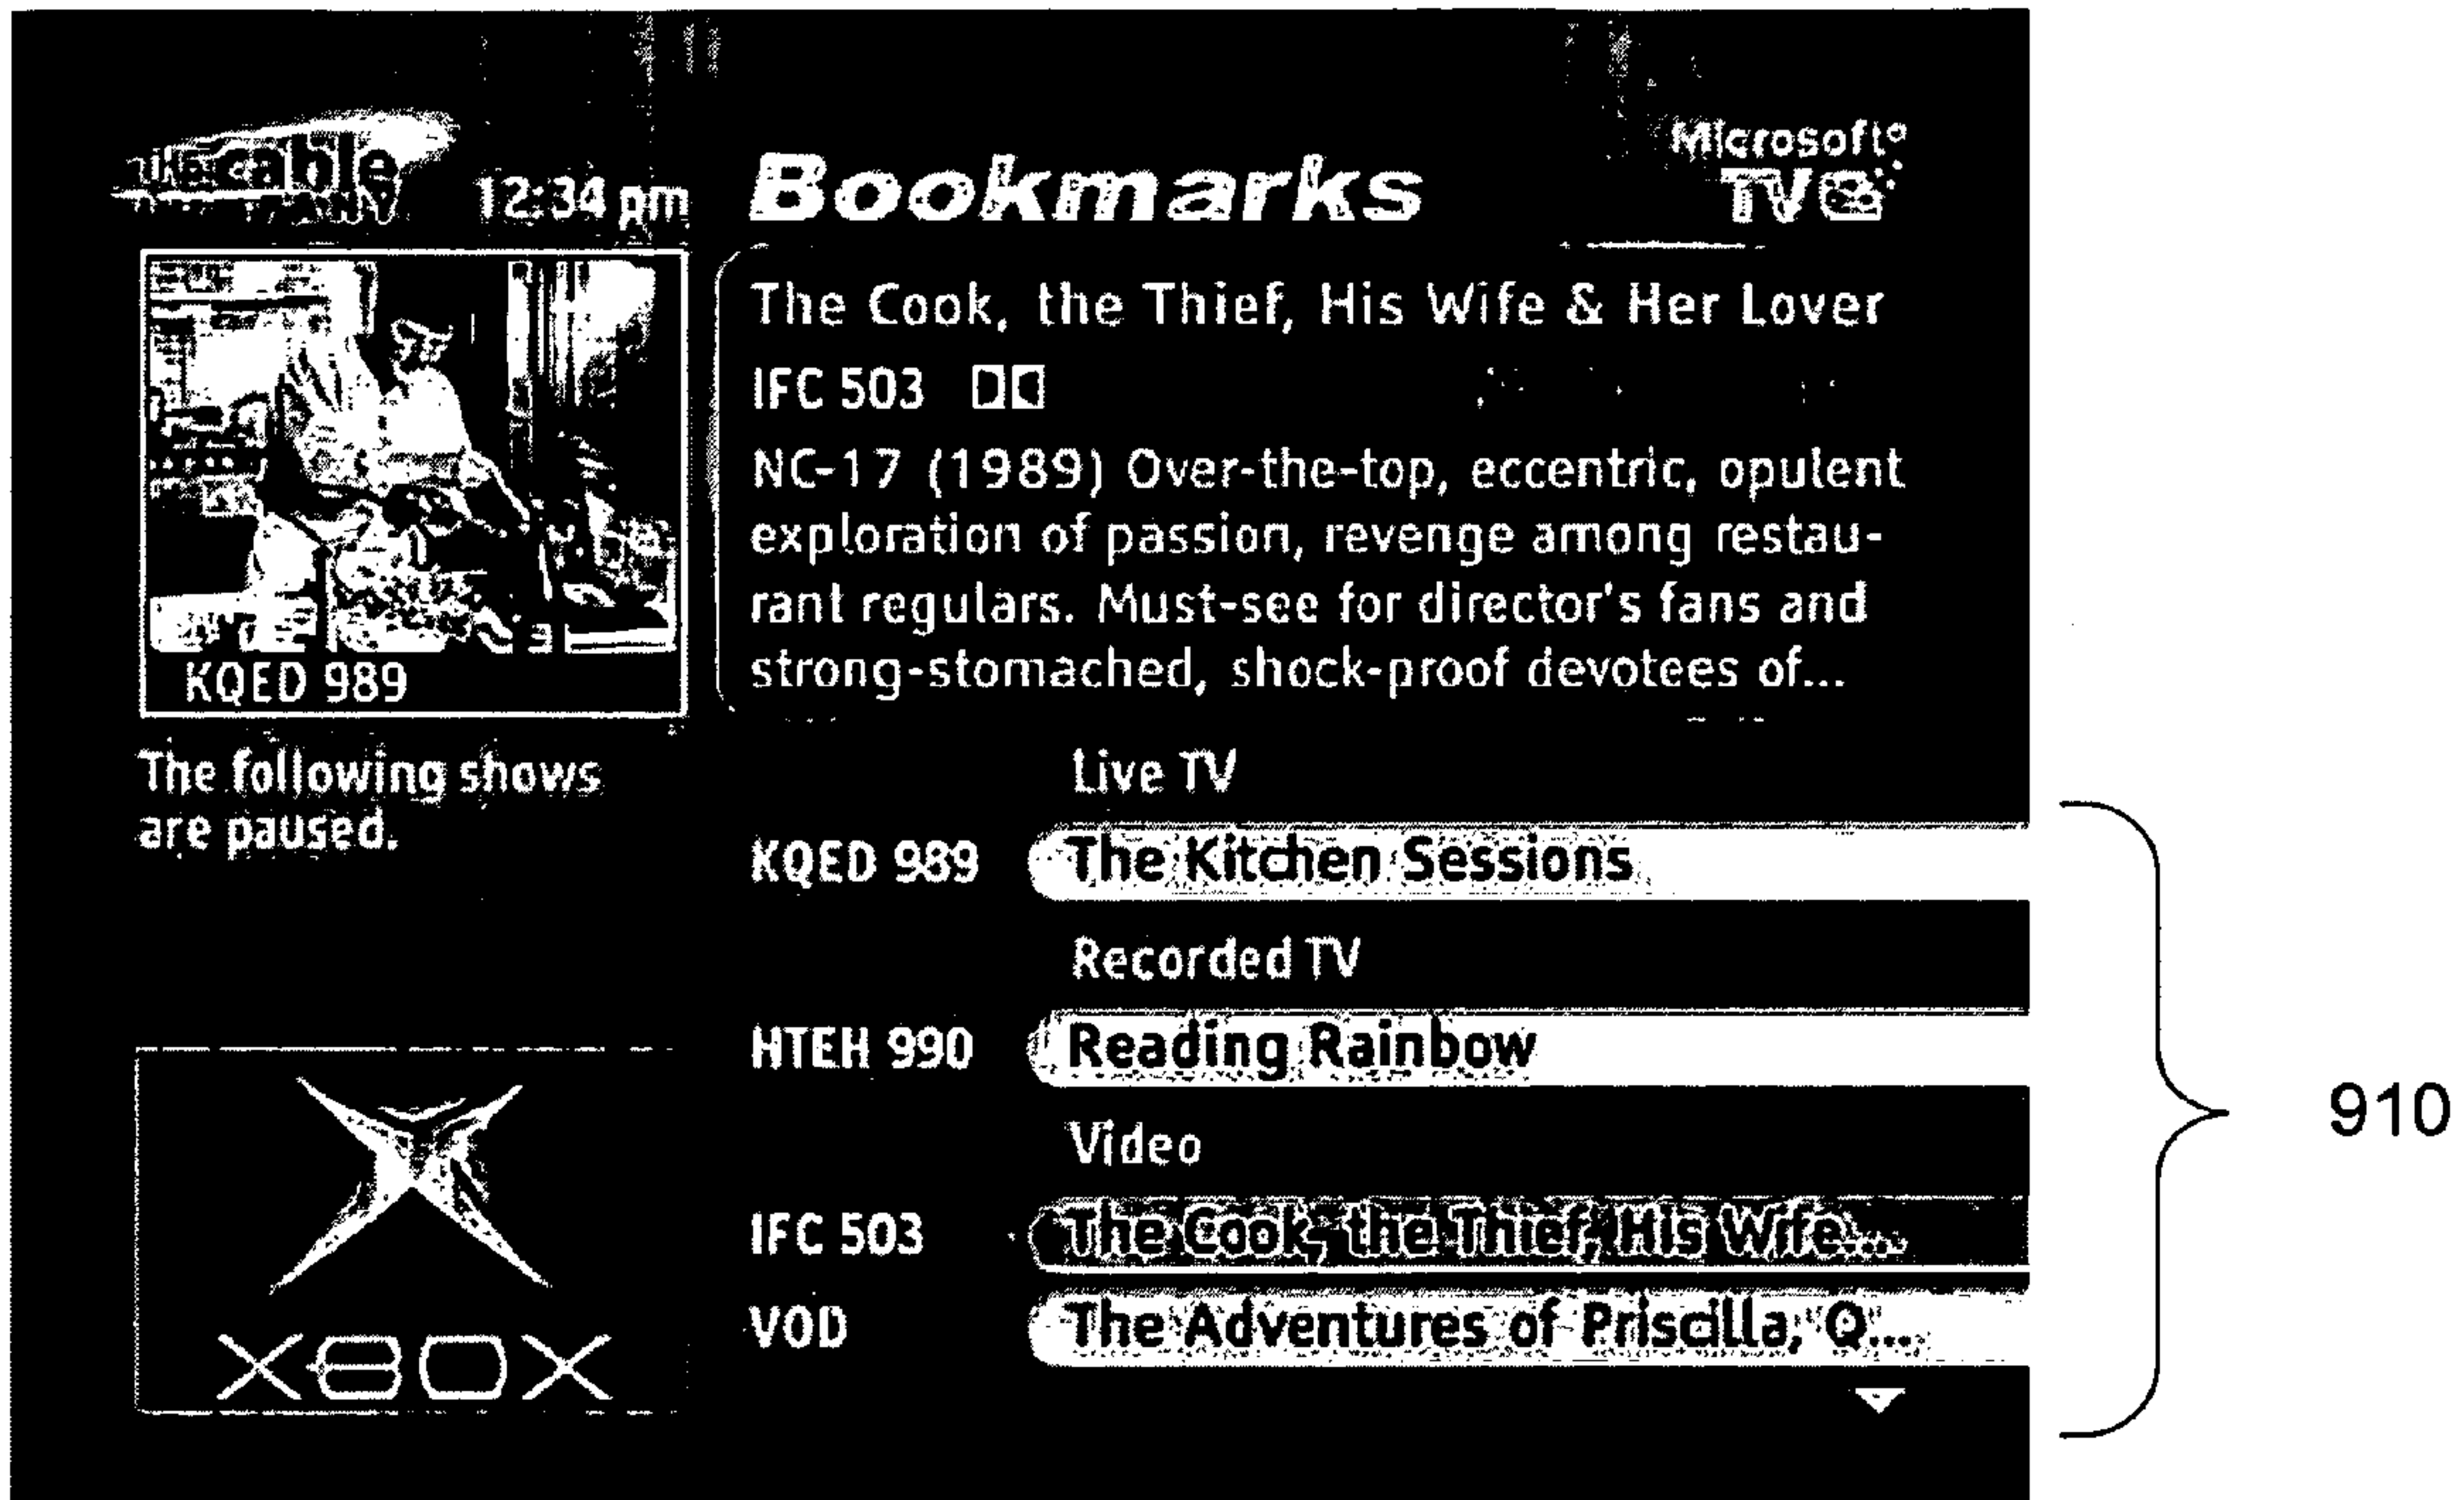 the cable
COMPANY
12:34 pm
Bookmarks
Microsoft®
TV
The Cook, the Thief, His Wife & Her Lover
IFC 503
NC-17 (1989) Over-the-top, eccentric, opulent
exploration of passion, revenge among restau-
rant regulars. Must-see for director's fans and
strong-stomached, shock-proof devotees of...
KQED 989
The following shows
are paused.
Live TV
KQED 989 The Kitchen Sessions
Recorded TV
HTEH 990 Reading Rainbow
Video
IFC 503 The Cook, the Thief, His Wife...
VOD The Adventures of Priscilla, Q...
XBOX
910